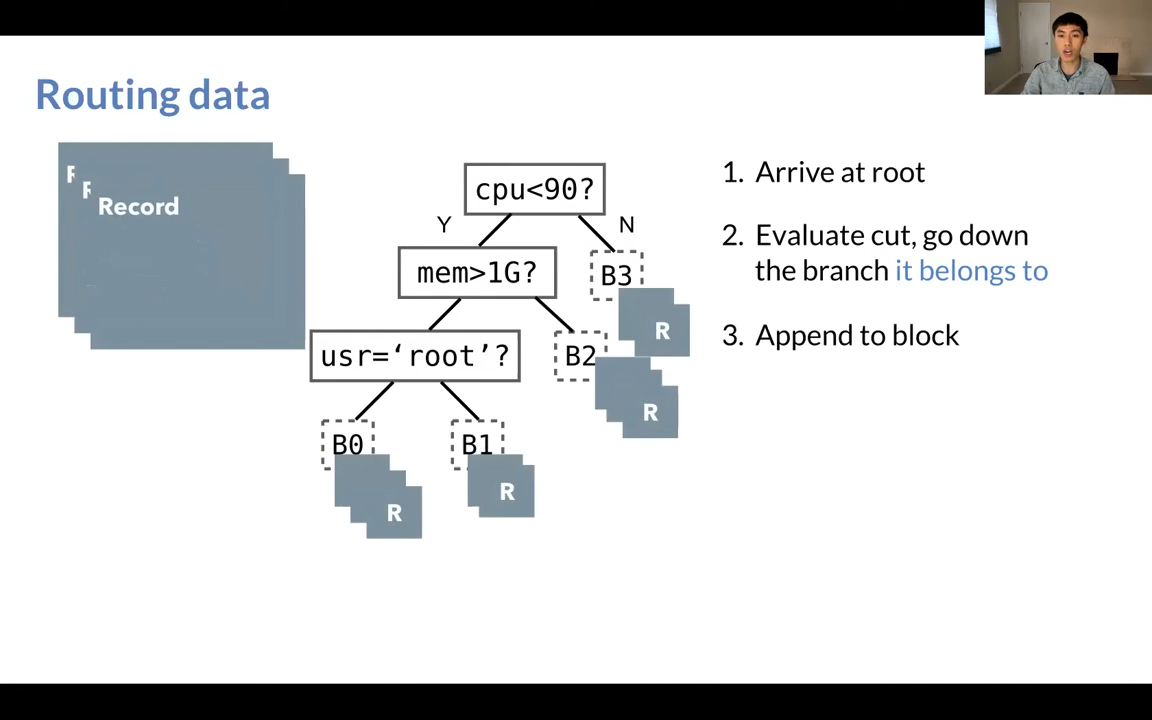 Routing data
R
R
Record
cpu<90?
Y
N
mem>1G?
B3
R
usr=‘root’?
B2
R
B0
B1
R
R
1. Arrive at root
2. Evaluate cut, go down
the branch it belongs to
3. Append to block